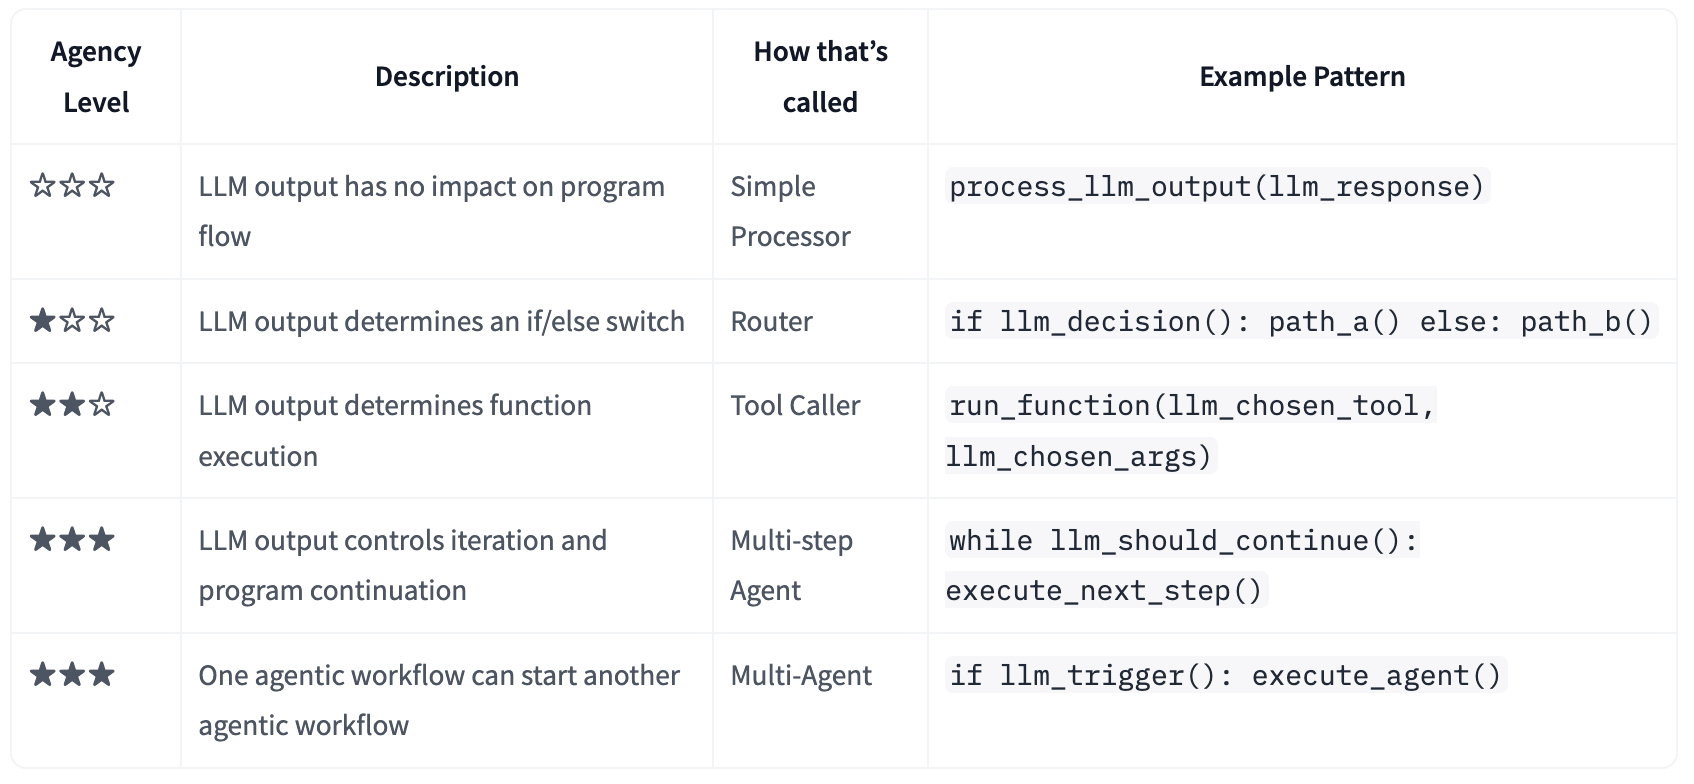 Agency
Level
Description
How that’s
called
Example Pattern
☆☆☆
LLM output has no impact on program
flow
Simple
Processor
process_llm_output(llm_response)
★☆☆
LLM output determines an if/else switch
Router
if llm_decision(): path_a() else: path_b()
★★☆
LLM output determines function
execution
Tool Caller
run_function(llm_chosen_tool,
llm_chosen_args)
★★★
LLM output controls iteration and
program continuation
Multi-step
Agent
while llm_should_continue():
execute_next_step()
★★★
One agentic workflow can start another
agentic workflow
Multi-Agent
if llm_trigger(): execute_agent()